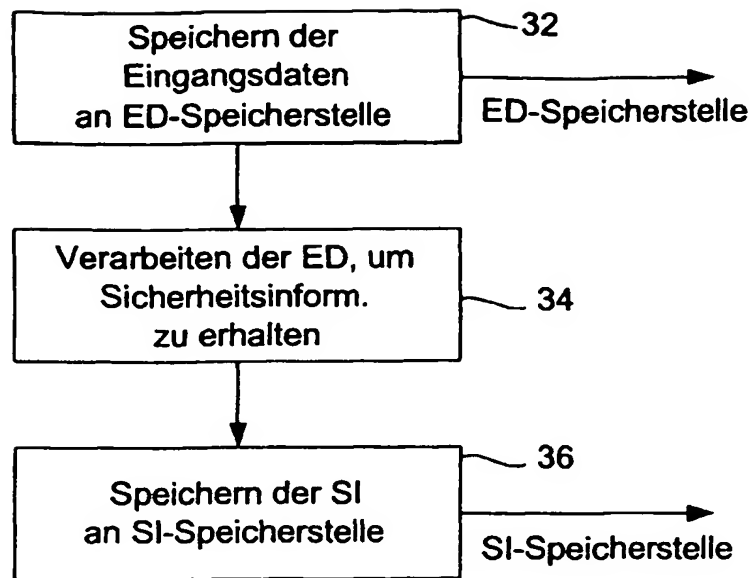 Speichern der
Eingangsdaten
an ED-Speicherstelle
32
ED-Speicherstelle
Verarbeiten der ED, um
Sicherheitsinform.
zu erhalten
34
Speichern der SI
an SI-Speicherstelle
36
SI-Speicherstelle